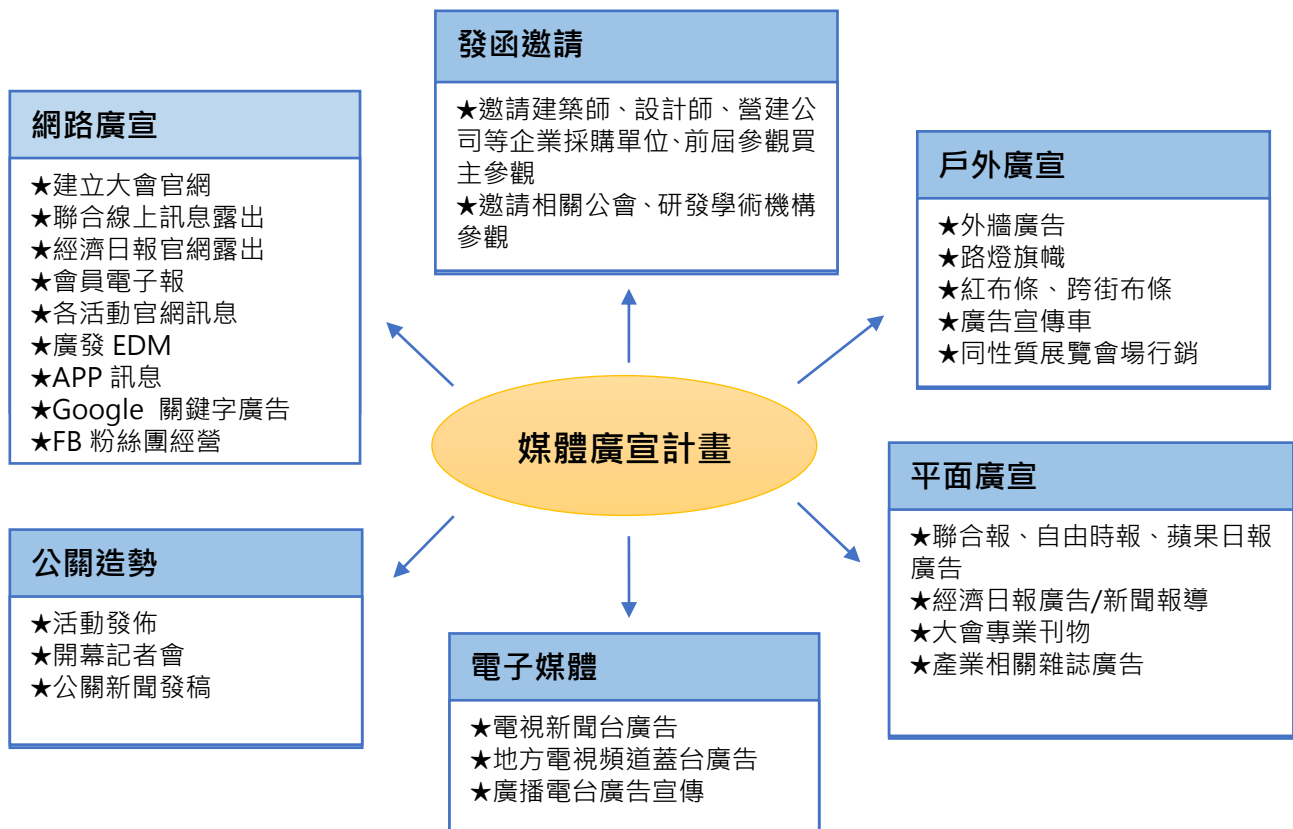 發函邀請
★邀請建築師、設計師、營建公
司等企業採購單位、前屆參觀買
主參觀
★邀請相關公會、研發學術機構
參觀
網路廣宣
★建立大會官網
★聯合線上訊息露出
★經濟日報官網露出
★會員電子報
★各活動官網訊息
★廣發 EDM
★APP 訊息
★Google 關鍵字廣告
★FB 粉絲團經營
戶外廣宣
★外牆廣告
★路燈旗幟
★紅布條、跨街布條
★廣告宣傳車
★同性質展覽會場行銷
媒體廣宣計畫
平面廣宣
★聯合報、自由時報、蘋果日報
廣告
★經濟日報廣告/新聞報導
★大會專業刊物
★產業相關雜誌廣告
公關造勢
★活動發佈
★開幕記者會
★公關新聞發稿
電子媒體
★電視新聞台廣告
★地方電視頻道蓋台廣告
★廣播電台廣告宣傳